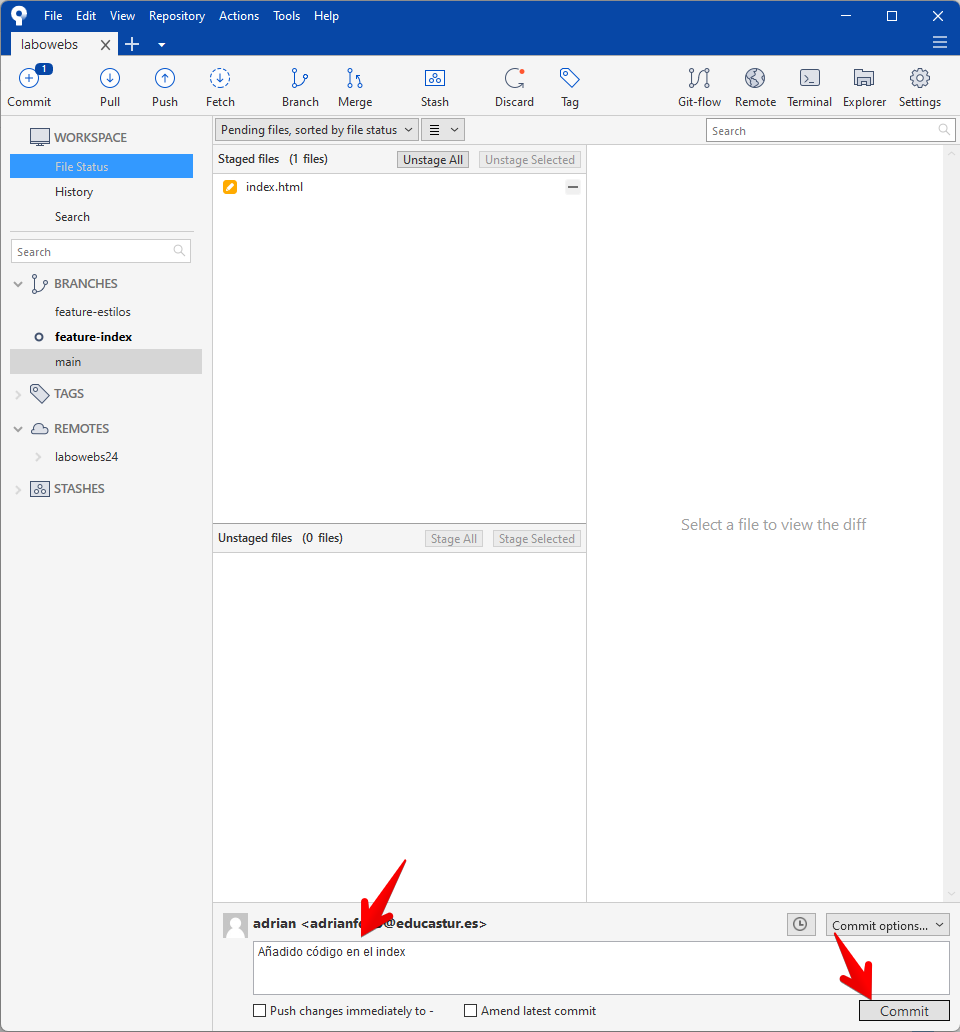 File Edit View Repository Actions Tools Help
labowebs
1
Commit Pull Push Fetch Branch Merge Stash Discard Tag Git-flow Remote Terminal Explorer Settings
WORKSPACE
File Status
History
Search
Search
BRANCHES
feature-estilos
feature-index
main
TAGS
REMOTES
labowebs24
STASHES
Pending files, sorted by file status
Search
Staged files (1 files) Unstage All Unstage Selected
index.html
Unstaged files (0 files) Stage All Stage Selected
Select a file to view the diff
adrian @educastur.es>
Commit options...
Añadido código en el index
Push changes immediately to -
Amend latest commit
Commit